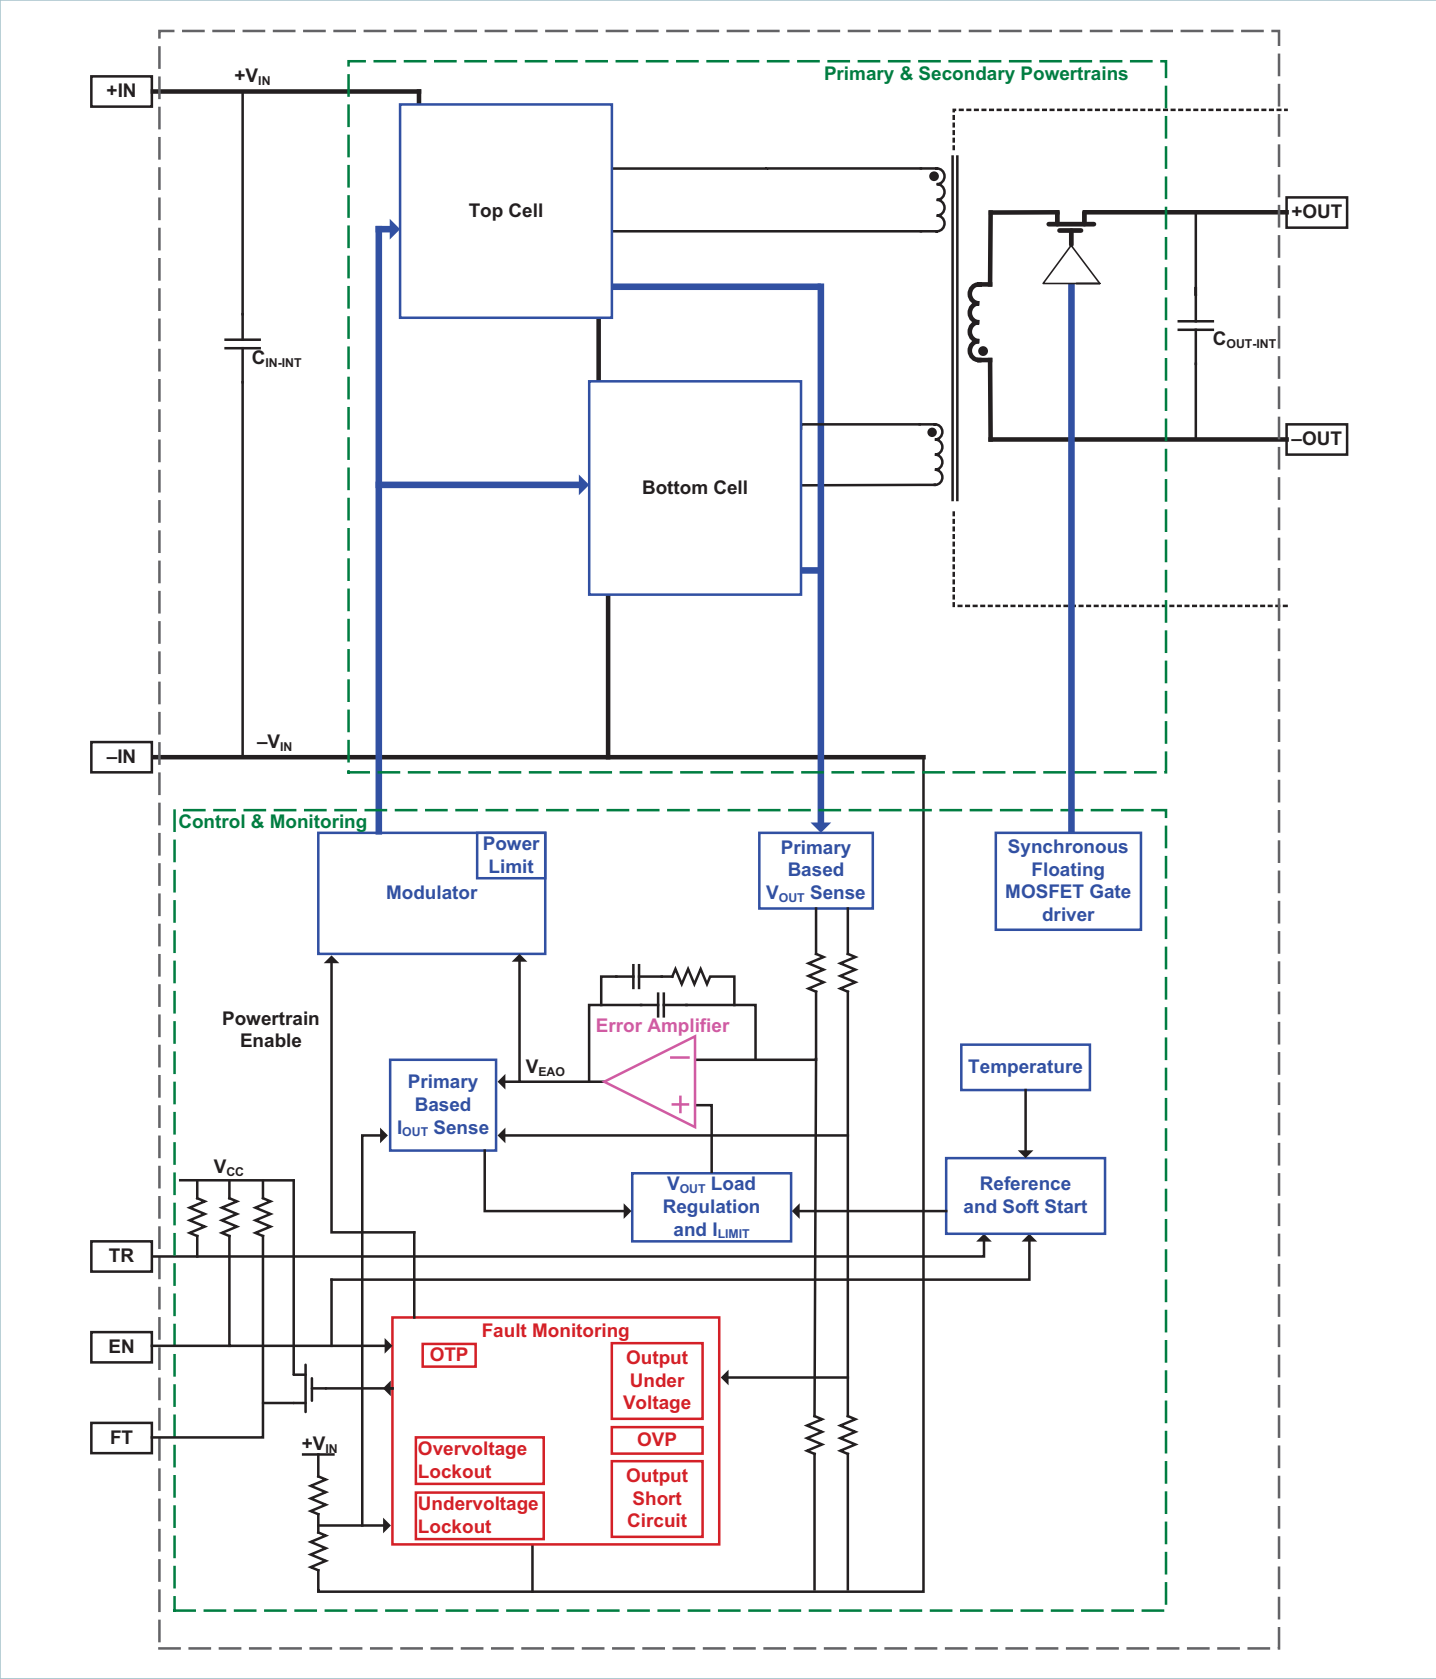 Primary & Secondary Powertrains
+IN
+VIN
Top Cell
+OUT
CIN-INT
COUT-INT
–OUT
Bottom Cell
–IN
–VIN
Control & Monitoring
Power
Limit
Modulator
Primary
Based
VOUT Sense
Synchronous
Floating
MOSFET Gate
driver
Powertrain
Enable
Error Amplifier
–
+
VEAO
Primary
Based
IOUT Sense
Temperature
VCC
VOUT Load
Regulation
and ILIMIT
Reference
and Soft Start
TR
EN
FT
Fault Monitoring
OTP
Output
Under
Voltage
OVP
Output
Short
Circuit
+VIN
Overvoltage
Lockout
Undervoltage
Lockout